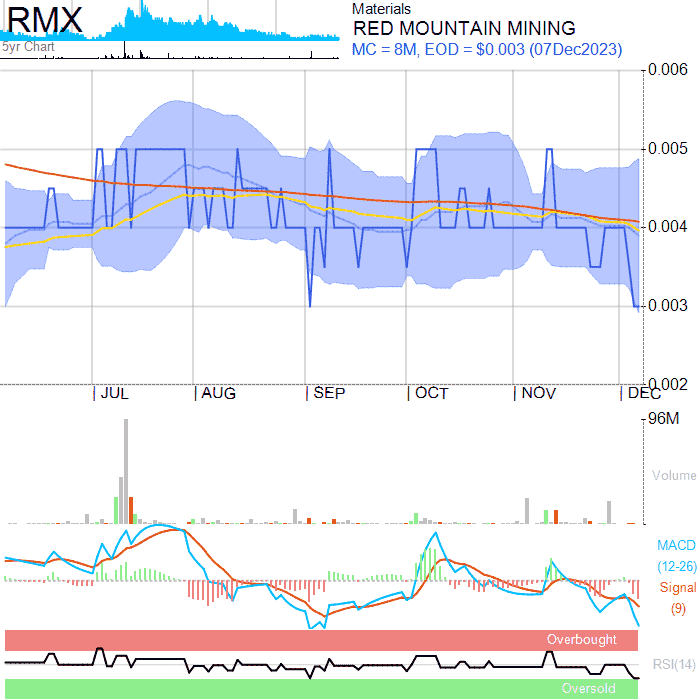 RMX
5yr Chart
Materials
RED MOUNTAIN MINING
MC = 8M, EOD = $0.003 (07Dec2023)
0.006
0.005
0.004
0.003
0.002
JUL AUG SEP OCT NOV DEC
96M
Volume
MACD
(12-26)
Signal
(9)
Overbought
RSI(14)
Oversold